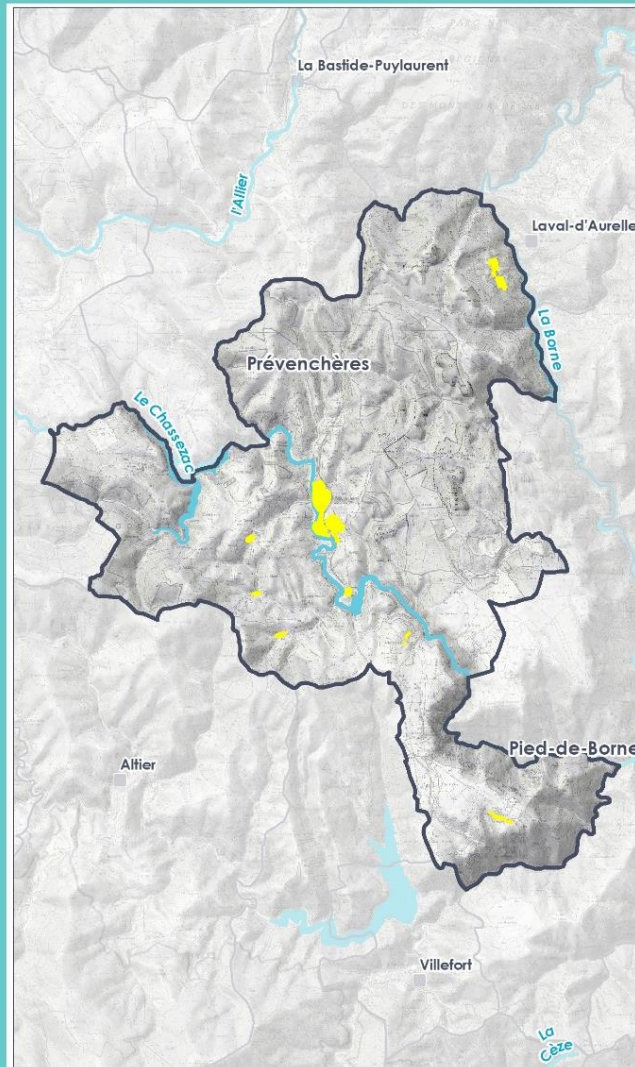 La Bastide-Puylaurent
l'Allier
Laval-d'Aurelle
La Borne
Prévenchères
Le Chassezac
Pied-de-Borne
Altier
Villefort
La
Cèze